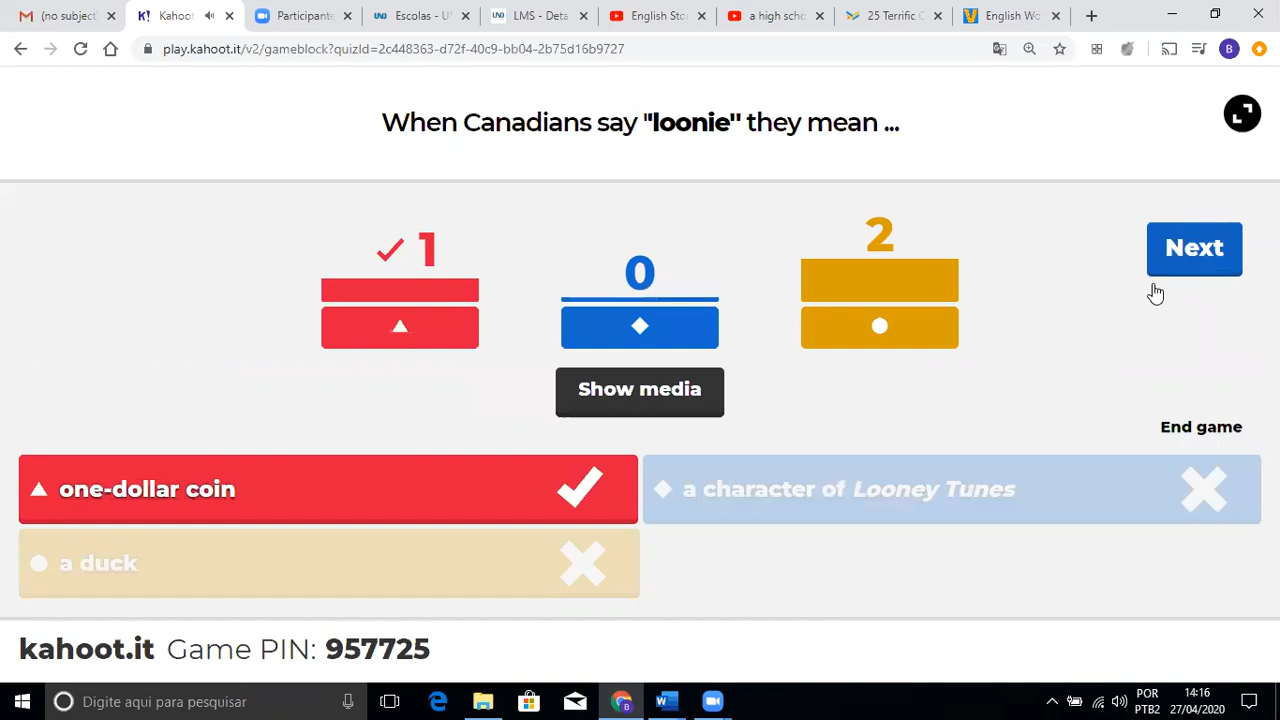 (no subject)
Kahoot!
Participante
Escolas - U
LMS - Deta
English Sto
a high scho
25 Terrific C
English Wo
play.kahoot.it/v2/gameblock?quizId=2c448363-d72f-40c9-bb04-2b75d16b9727
B
When Canadians say "loonie" they mean ...
1
0
2
Next
Show media
End game
one-dollar coin
a character of Looney Tunes
a duck
kahoot.it Game PIN: 957725
Digite aqui para pesquisar
POR
PTB2
14:16
27/04/2020